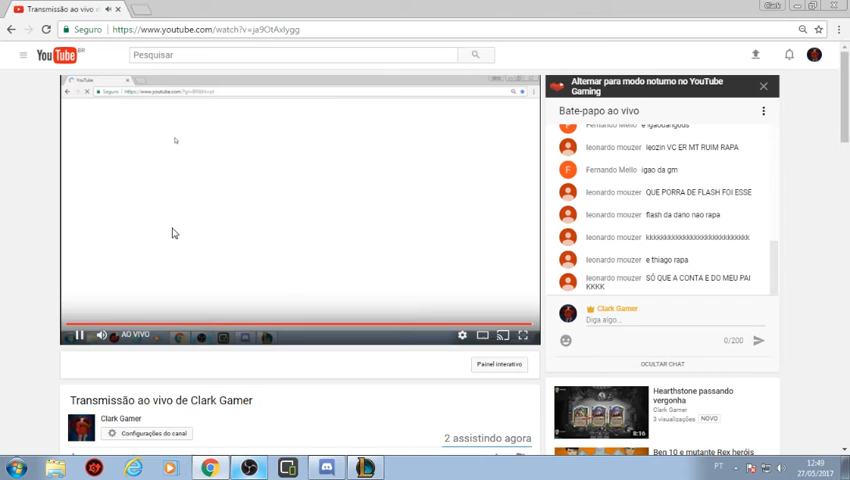 Transmissão ao vivo d
Clark
Seguro
https://www.youtube.com/watch?v=ja9OtAxlygg
YouTube BR
Pesquisar
YouTube
Seguro
Alternar para modo noturno no YouTube
Gaming
Bate-papo ao vivo
Fernando Mello
leonardo mouzer leozin VC ER MT RUIM RAPA
Fernando Mello igao da gm
leonardo mouzer QUE PORRA DE FLASH FOI ESSE
leonardo mouzer flash da dano nao rapa
leonardo mouzer kkkkkkkkkkkkkkkkkkkkkkkkkk
leonardo mouzer e thiago rapa
leonardo mouzer SÓ QUE A CONTA E DO MEU PAI
KKKK
Clark Gamer
Diga algo...
0/200
OCULTAR CHAT
AO VIVO
Painel interativo
Transmissão ao vivo de Clark Gamer
Clark Gamer
Configurações do canal
2 assistindo agora
Hearthstone passando
vergonha
Clark Gamer
3 visualizações NOVO
8:16
Ben 10 e mutante Rex heróis
PT
12:49
27/05/2017